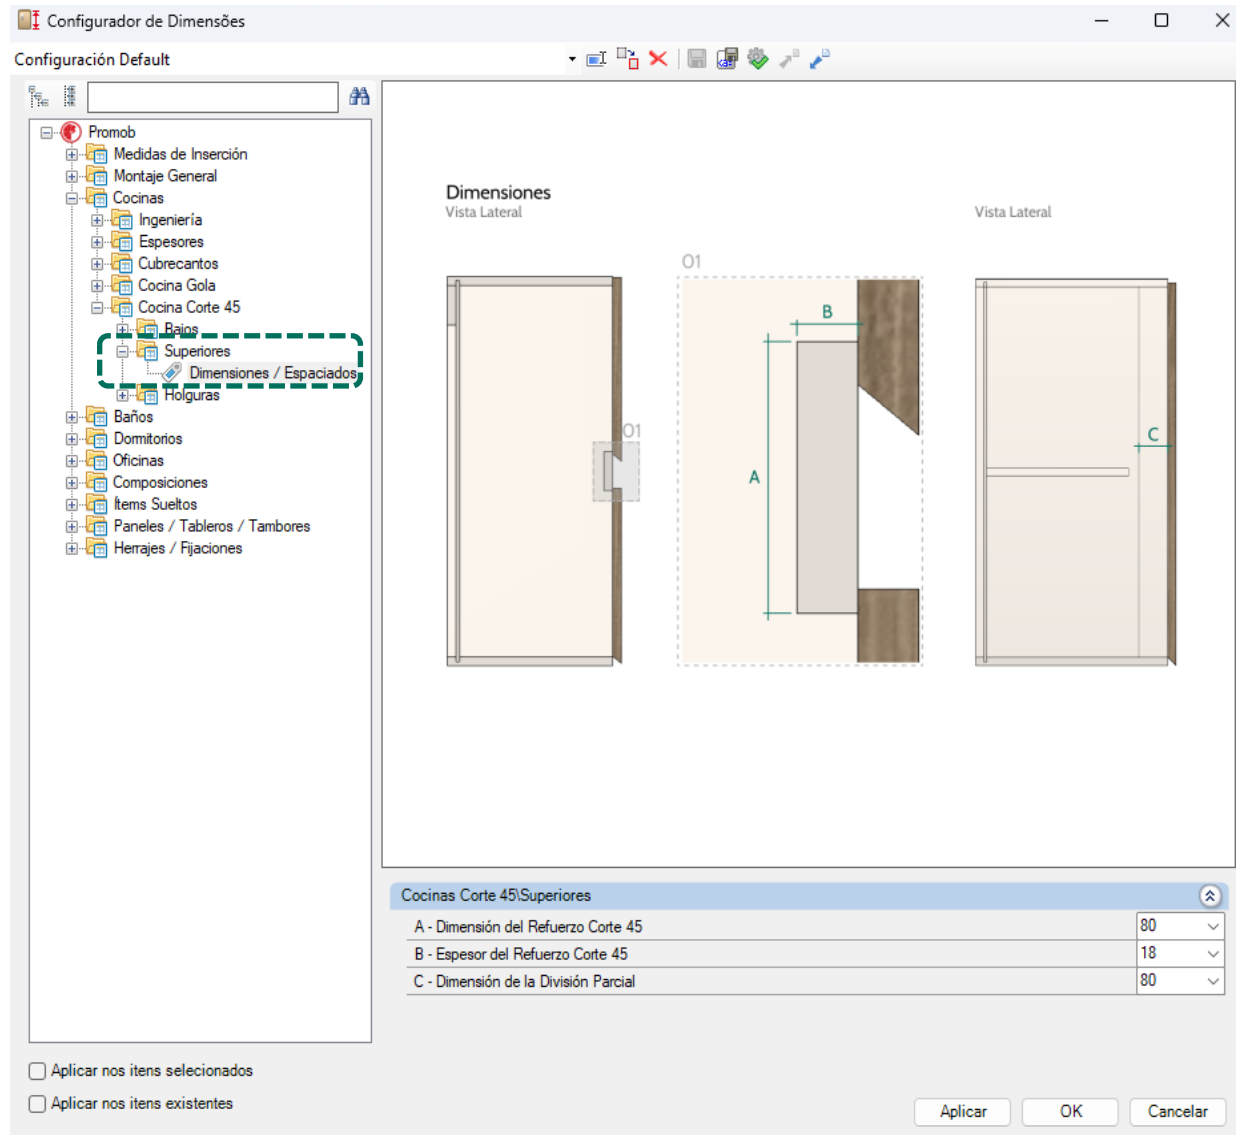 Configurador de Dimensões
Configuración Default
Promob
Medidas de Inserción
Montaje General
Cocinas
Ingeniería
Espesores
Cubrecantos
Cocina Gola
Cocina Corte 45
Bajos
Superiores
Dimensiones / Espaciados
Holguras
Baños
Dormitorios
Oficinas
Composiciones
Ítems Sueltos
Paneles / Tableros / Tambores
Herrajes / Fijaciones
Dimensiones
Vista Lateral
Vista Lateral
01
B
01
A
C
Cocinas Corte 45\Superiores
A - Dimensión del Refuerzo Corte 45 80
B - Espesor del Refuerzo Corte 45 18
C - Dimensión de la División Parcial 80
Aplicar nos itens selecionados
Aplicar nos itens existentes
Aplicar OK Cancelar